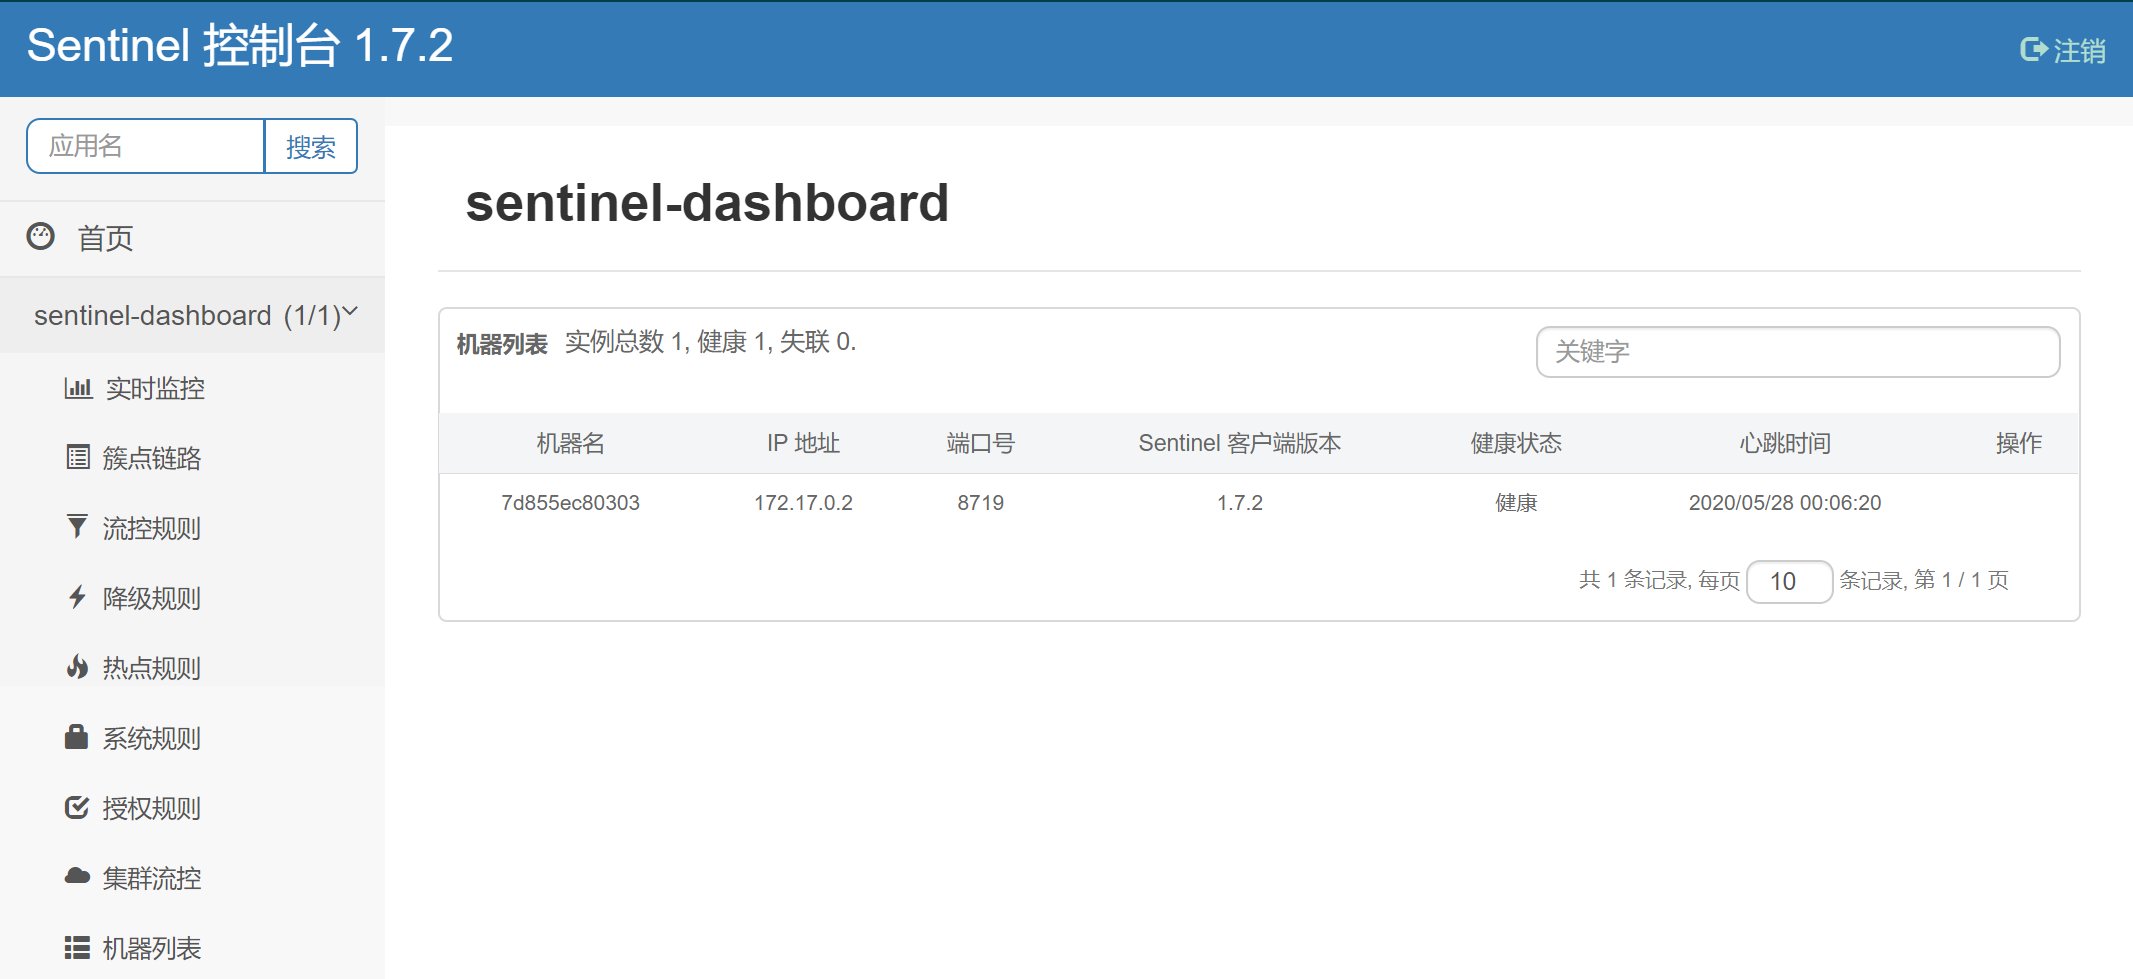 Sentinel 控制台 1.7.2
注销
应用名
搜索
首页
sentinel-dashboard (1/1)
实时监控
簇点链路
流控规则
降级规则
热点规则
系统规则
授权规则
集群流控
机器列表
sentinel-dashboard
机器列表 实例总数 1, 健康 1, 失联 0.
关键字
机器名 IP 地址 端口号 Sentinel 客户端版本 健康状态 心跳时间 操作
7d855ec80303 172.17.0.2 8719 1.7.2 健康 2020/05/28 00:06:20
共 1 条记录, 每页 10 条记录, 第 1 / 1 页